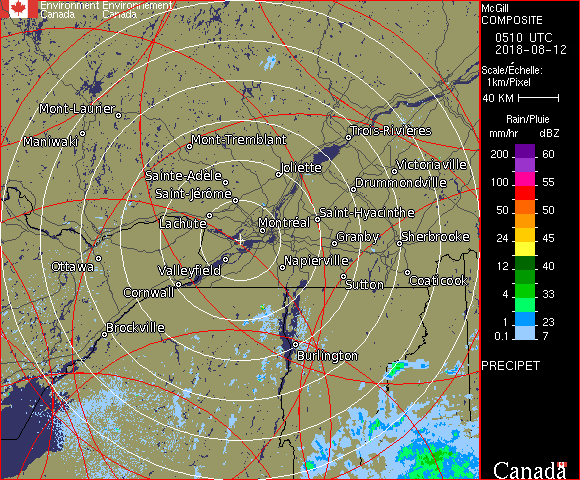 Environment Environnement
Canada Canada
McGill
COMPOSITE
0510 UTC
2018-08-12
Scale/Échelle:
1km/Pixel
40 KM
Rain/Pluie
mm/hr dBZ
200 60
150 57
100 55
50 50
24 45
12 40
4 33
1 23
0.1 7
PRECIPET
Canada
Mont-Laurier
Maniwaki
Mont-Tremblant
Trois-Rivières
Joliette
Victoriaville
Sainte-Adèle
Drummondville
Saint-Jérôme
Saint-Hyacinthe
Lachute
Montréal
Granby
Sherbrooke
Ottawa
Valleyfield
Napierville
Cornwall
Sutton
Coaticook
Brockville
Burlington